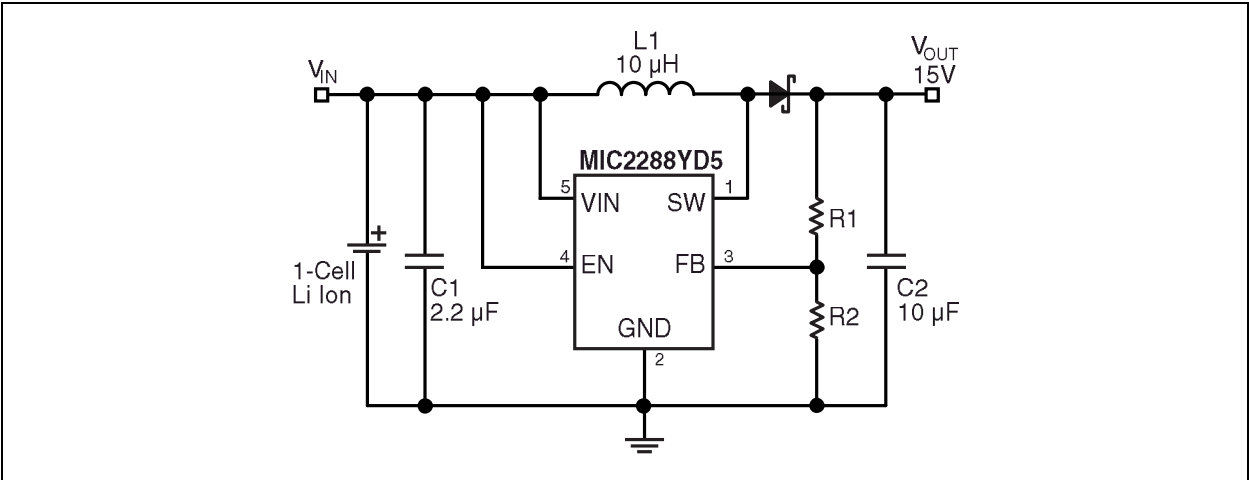 L1
10 µH
VIN
VOUT
15V
MIC2288YD5
5
VIN
SW
1
4
EN
FB
3
GND
2
R1
R2
+
1-Cell
Li Ion
C1
2.2 µF
C2
10 µF